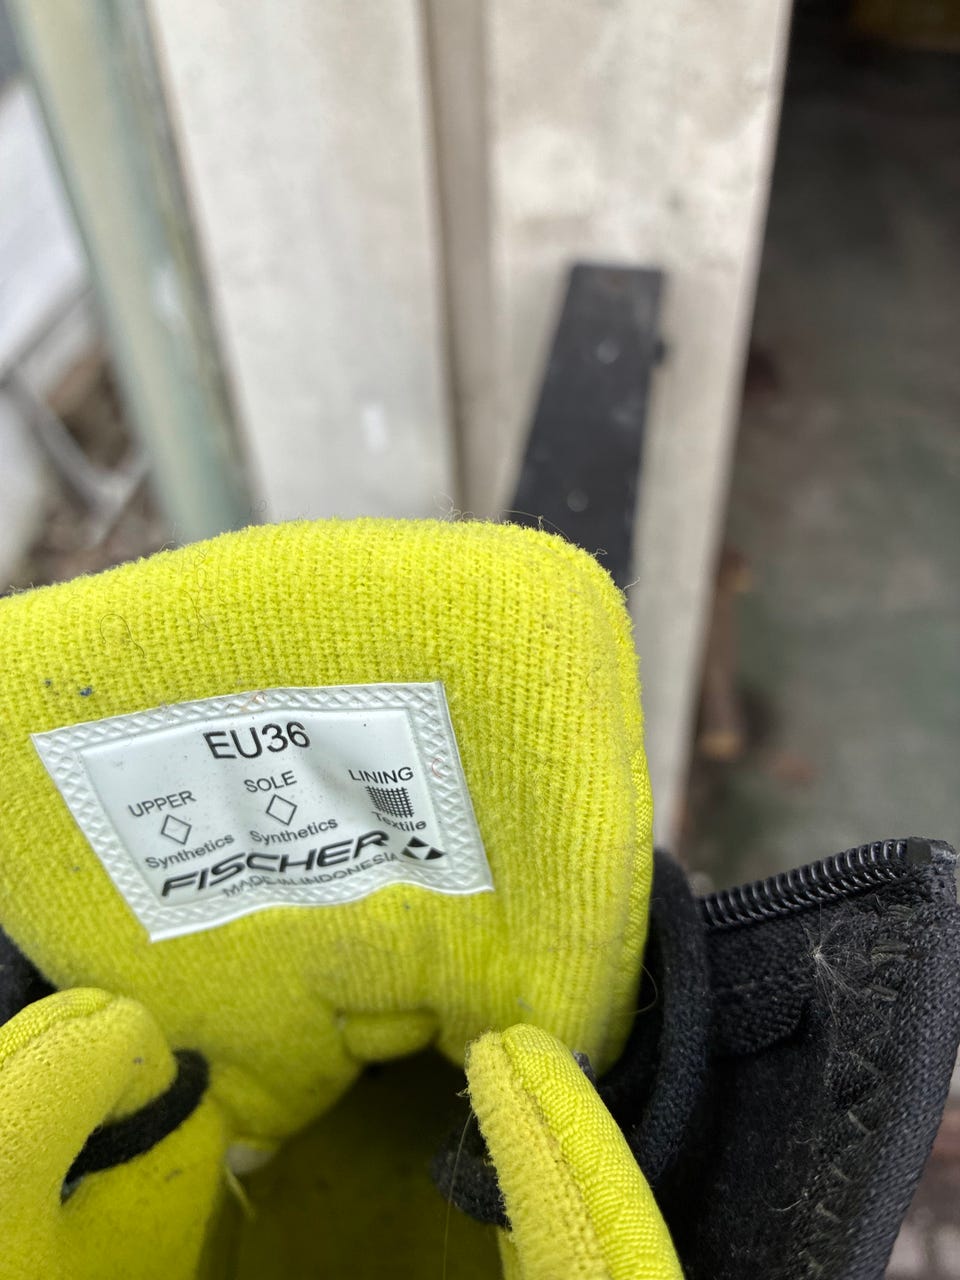 EU36
UPPER SOLE LINING
Synthetics Synthetics Textile
FISCHER
MADE IN INDONESIA